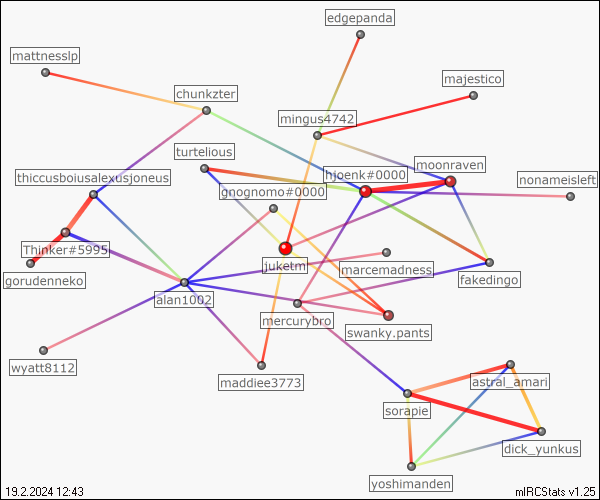 edgepanda
mattnesslp
majestico
chunkzter
mingus4742
turtelious
moonraven
hjoenk#0000
thiccusboiusalexusjoneus
nonameisleft
gnognomo#0000
Thinker#5995
jukern
marcemadness
gorudenneko
fakedingo
alan1002
mercurybro
swanky.pants
wyatt8112
maddiee3773
astral_amari
sorapie
dick_yunkus
yoshimanden
19.2.2024 12:43
mIRCStats v1.25